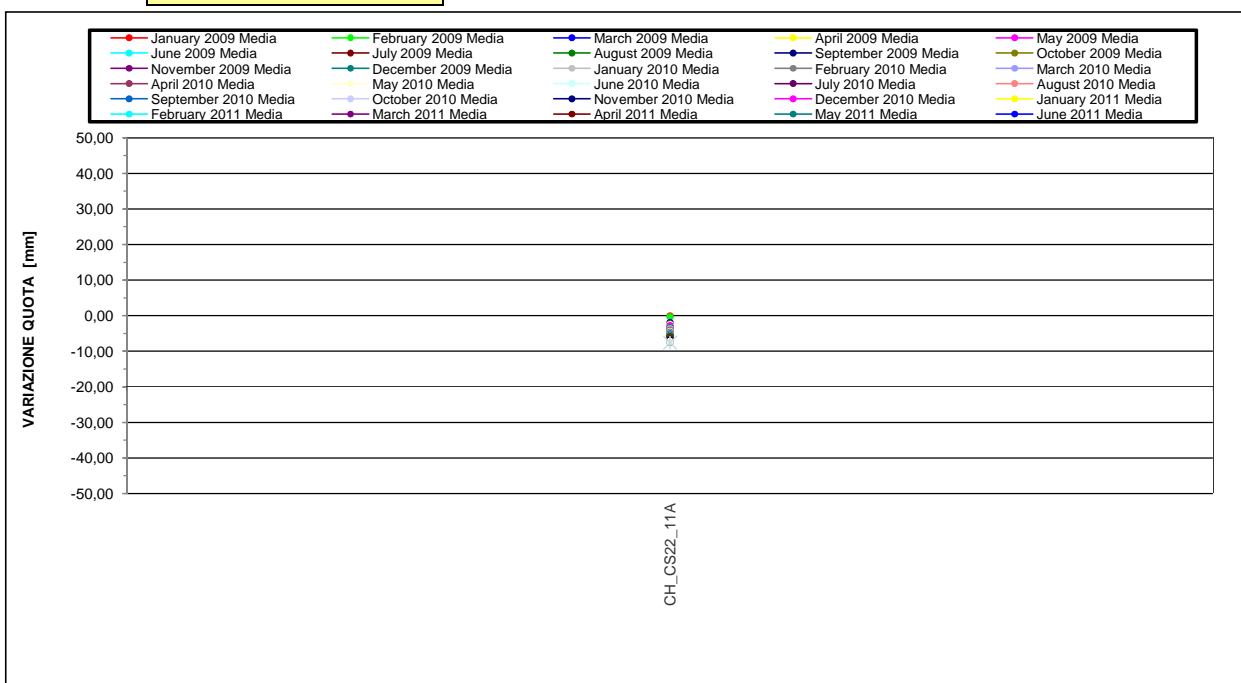 January 2009 Media February 2009 Media March 2009 Media April 2009 Media May 2009 Media
June 2009 Media July 2009 Media August 2009 Media September 2009 Media October 2009 Media
November 2009 Media December 2009 Media January 2010 Media February 2010 Media March 2010 Media
April 2010 Media May 2010 Media June 2010 Media July 2010 Media August 2010 Media
September 2010 Media October 2010 Media November 2010 Media December 2010 Media January 2011 Media
February 2011 Media March 2011 Media April 2011 Media May 2011 Media June 2011 Media
VARIAZIONE QUOTA [mm]
50,00
40,00
30,00
20,00
10,00
0,00
-10,00
-20,00
-30,00
-40,00
-50,00
CH_CS22_11A